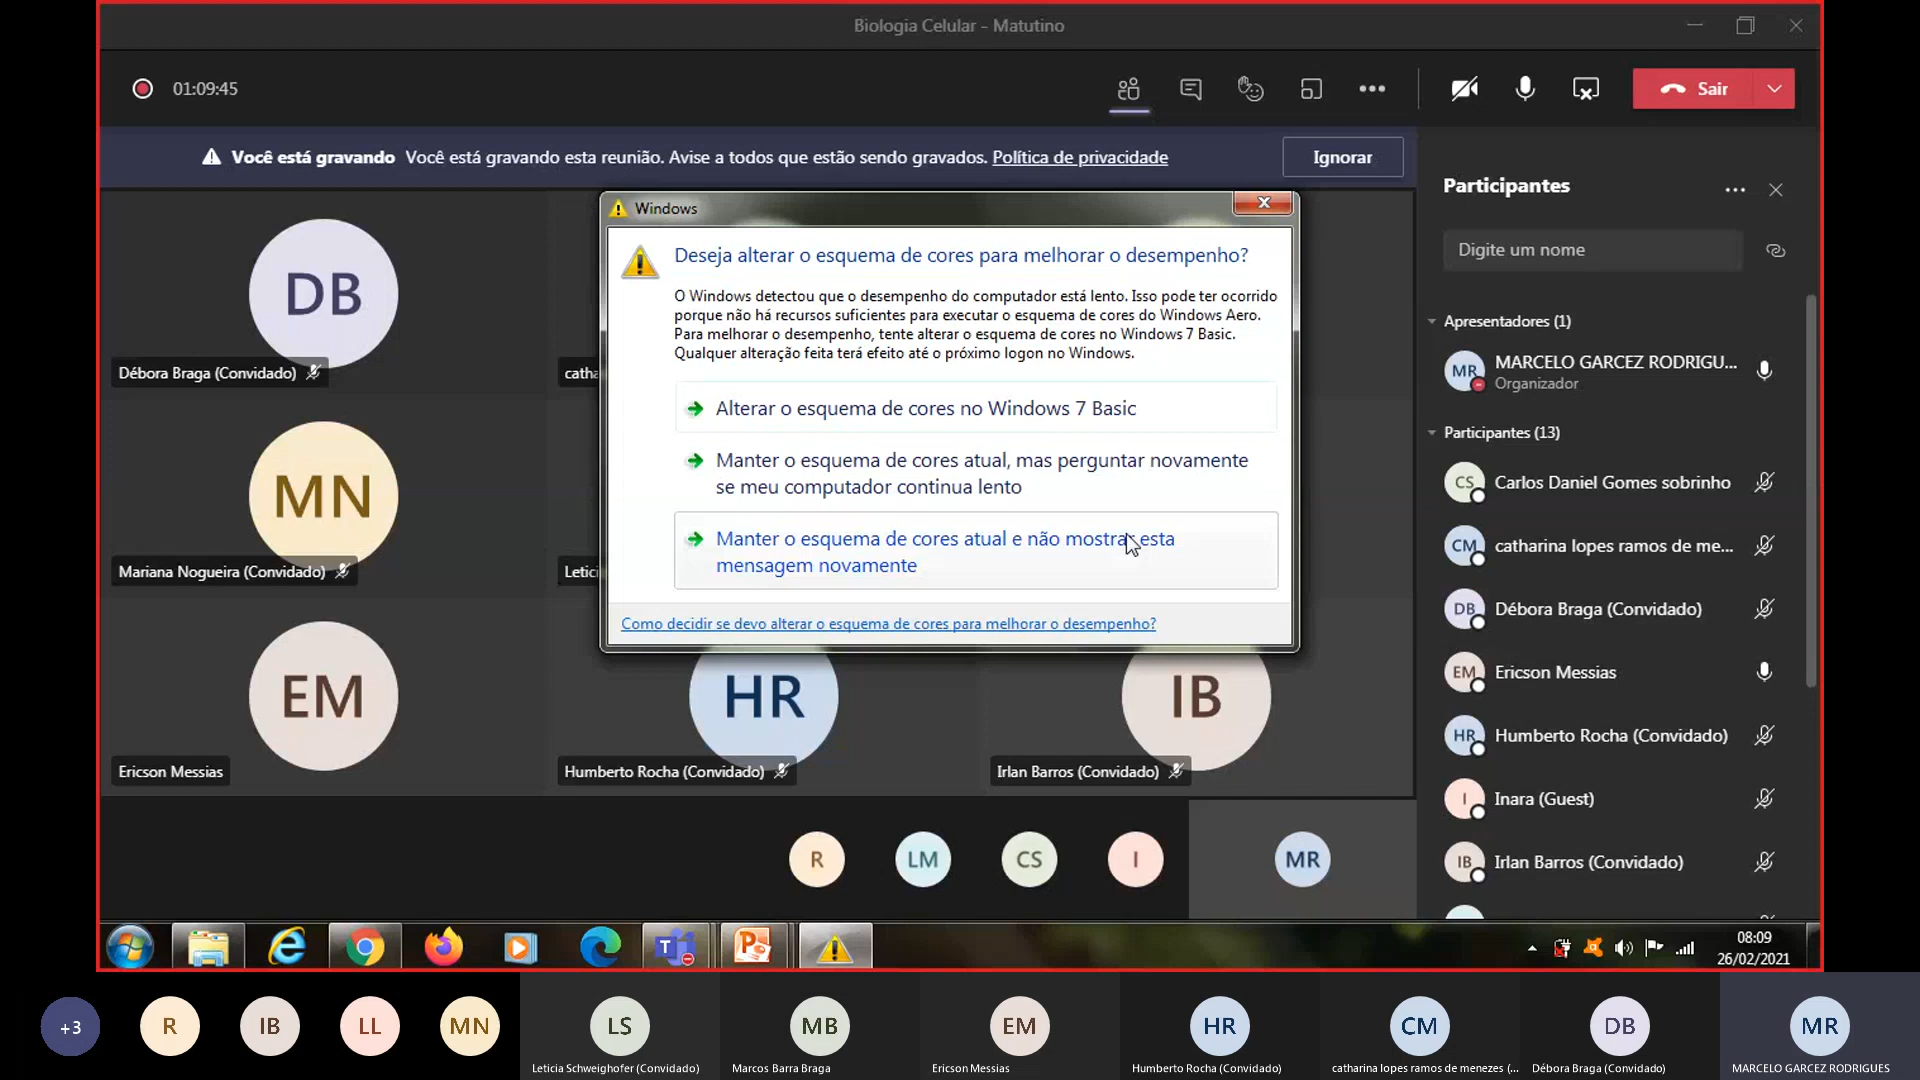 Biologia Celular - Matutino
01:09:45
Sair
Você está gravando Você está gravando esta reunião. Avise a todos que estão sendo gravados. Política de privacidade
Ignorar
Participantes
Digite um nome
Apresentadores (1)
MR
MARCELO GARCEZ RODRIGU...
Organizador
Participantes (13)
CS
Carlos Daniel Gomes sobrinho
CM
catharina lopes ramos de me...
DB
Débora Braga (Convidado)
EM
Ericson Messias
HR
Humberto Rocha (Convidado)
I
Inara (Guest)
IB
Irlan Barros (Convidado)
Windows
Deseja alterar o esquema de cores para melhorar o desempenho?
O Windows detectou que o desempenho do computador está lento. Isso pode ter ocorrido
porque não há recursos suficientes para executar o esquema de cores do Windows Aero.
Para melhorar o desempenho, tente alterar o esquema de cores no Windows 7 Basic.
Qualquer alteração feita terá efeito até o próximo logon no Windows.
Alterar o esquema de cores no Windows 7 Basic
Manter o esquema de cores atual, mas perguntar novamente
se meu computador continua lento
Manter o esquema de cores atual e não mostrar esta
mensagem novamente
Como decidir se devo alterar o esquema de cores para melhorar o desempenho?
DB
Débora Braga (Convidado)
catha
MN
Mariana Nogueira (Convidado)
Letici
EM
Ericson Messias
HR
Humberto Rocha (Convidado)
IB
Irlan Barros (Convidado)
R
LM
CS
I
MR
08:09
26/02/2021
+3
R
IB
LL
MN
LS
Leticia Schweighofer (Convidado)
MB
Marcos Barra Braga
EM
Ericson Messias
HR
Humberto Rocha (Convidado)
CM
catharina lopes ramos de menezes (...
DB
Débora Braga (Convidado)
MR
MARCELO GARCEZ RODRIGUES